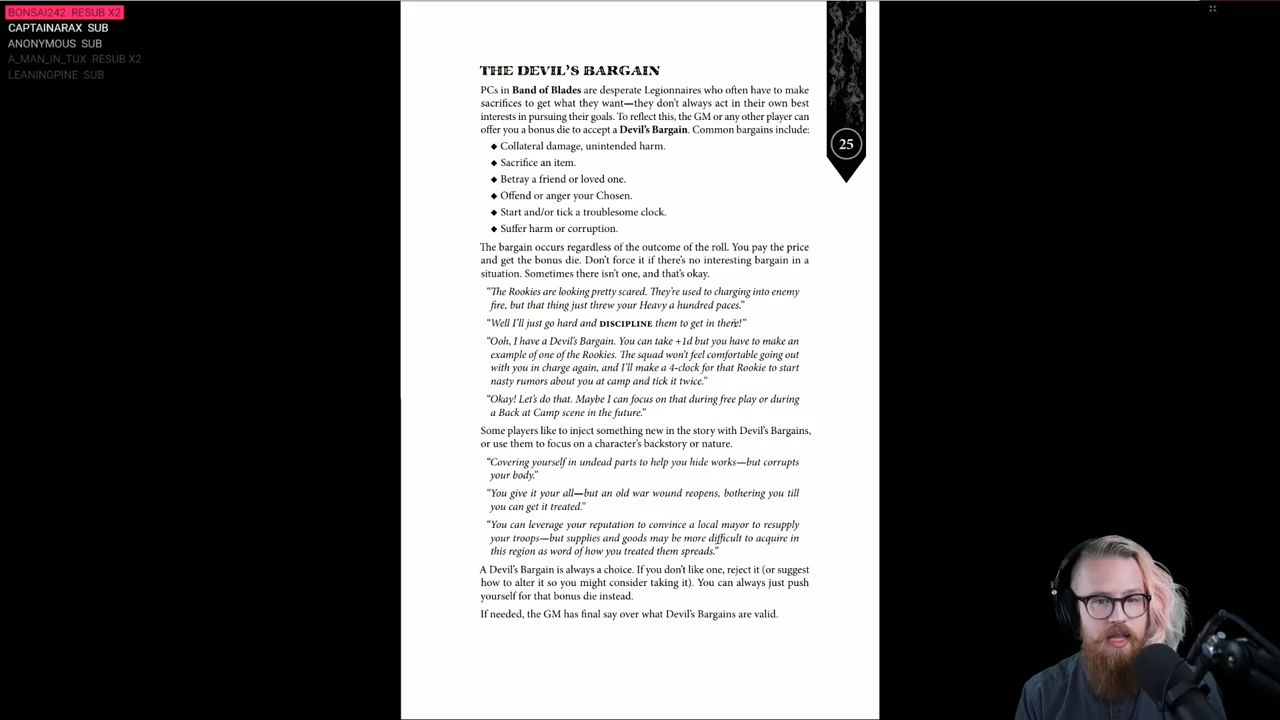 BONSAI242 RESUB X2
CAPTAINARAX SUB
ANONYMOUS SUB
A_MAN_IN_TUX RESUB X2
LEANINGPINE SUB
THE DEVIL'S BARGAIN
PCs in Band of Blades are desperate Legionnaires who often have to make
sacrifices to get what they want—they don't always act in their own best
interests in pursuing their goals. To reflect this, the GM or any other player can
offer you a bonus die to accept a Devil's Bargain. Common bargains include:
◆ Collateral damage, unintended harm.
◆ Sacrifice an item.
◆ Betray a friend or loved one.
◆ Offend or anger your Chosen.
◆ Start and/or tick a troublesome clock.
◆ Suffer harm or corruption.
25
The bargain occurs regardless of the outcome of the roll. You pay the price
and get the bonus die. Don't force it if there's no interesting bargain in a
situation. Sometimes there isn't one, and that's okay.
"The Rookies are looking pretty scared. They're used to charging into enemy
fire, but that thing just threw your Heavy a hundred paces."
"Well I'll just go hard and DISCIPLINE them to get in there!"
"Ooh, I have a Devil's Bargain. You can take +1d but you have to make an
example of one of the Rookies. The squad won't feel comfortable going out
with you in charge again, and I'll make a 4-clock for that Rookie to start
nasty rumors about you at camp and tick it twice."
"Okay! Let's do that. Maybe I can focus on that during free play or during
a Back at Camp scene in the future."
Some players like to inject something new in the story with Devil's Bargains,
or use them to focus on a character's backstory or nature.
"Covering yourself in undead parts to help you hide works—but corrupts
your body."
"You give it your all—but an old war wound reopens, bothering you till
you can get it treated."
"You can leverage your reputation to convince a local mayor to resupply
your troops—but supplies and goods may be more difficult to acquire in
this region as word of how you treated them spreads."
A Devil's Bargain is always a choice. If you don't like one, reject it (or suggest
how to alter it so you might consider taking it). You can always just push
yourself for that bonus die instead.
If needed, the GM has final say over what Devil's Bargains are valid.